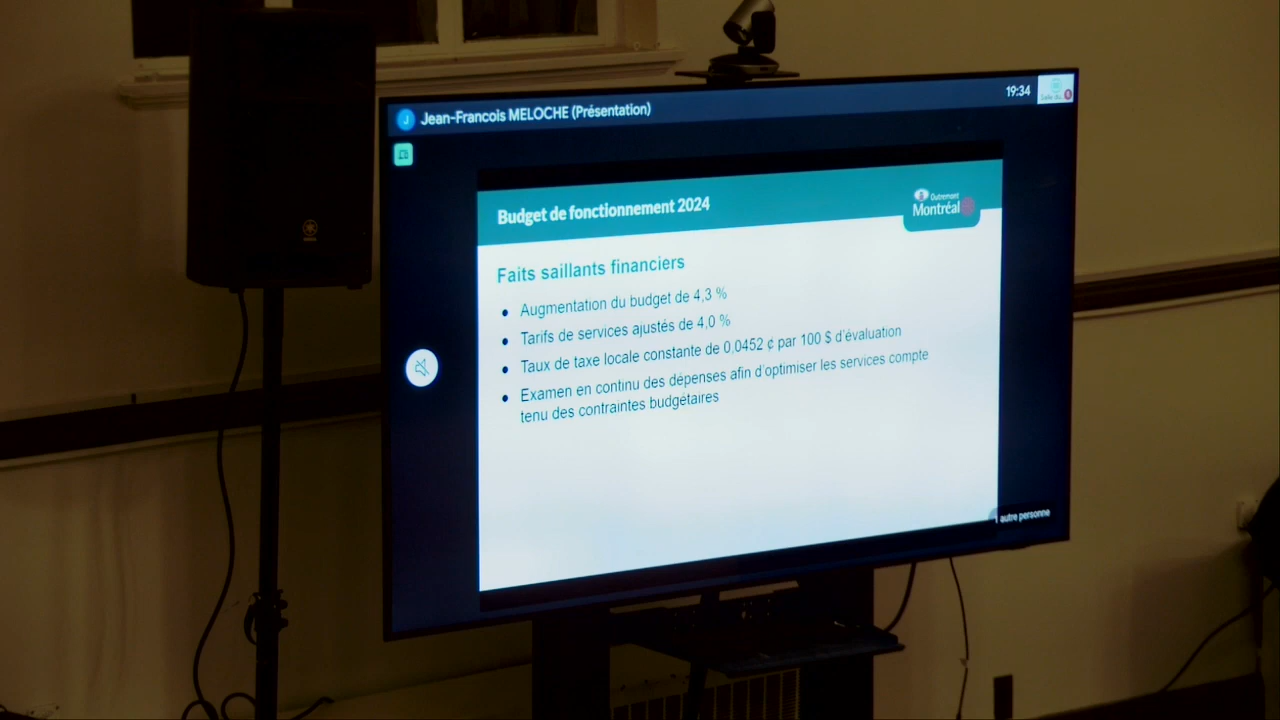 Jean-Francois MELOCHE (Présentation)
19:34
Budget de fonctionnement 2024
Outremont
Montréal
Faits saillants financiers
• Augmentation du budget de 4,3 %
• Tarifs de services ajustés de 4,0 %
• Taux de taxe locale constante de 0,0452 ¢ par 100 $ d'évaluation
• Examen en continu des dépenses afin d'optimiser les services compte
tenu des contraintes budgétaires
autre personne